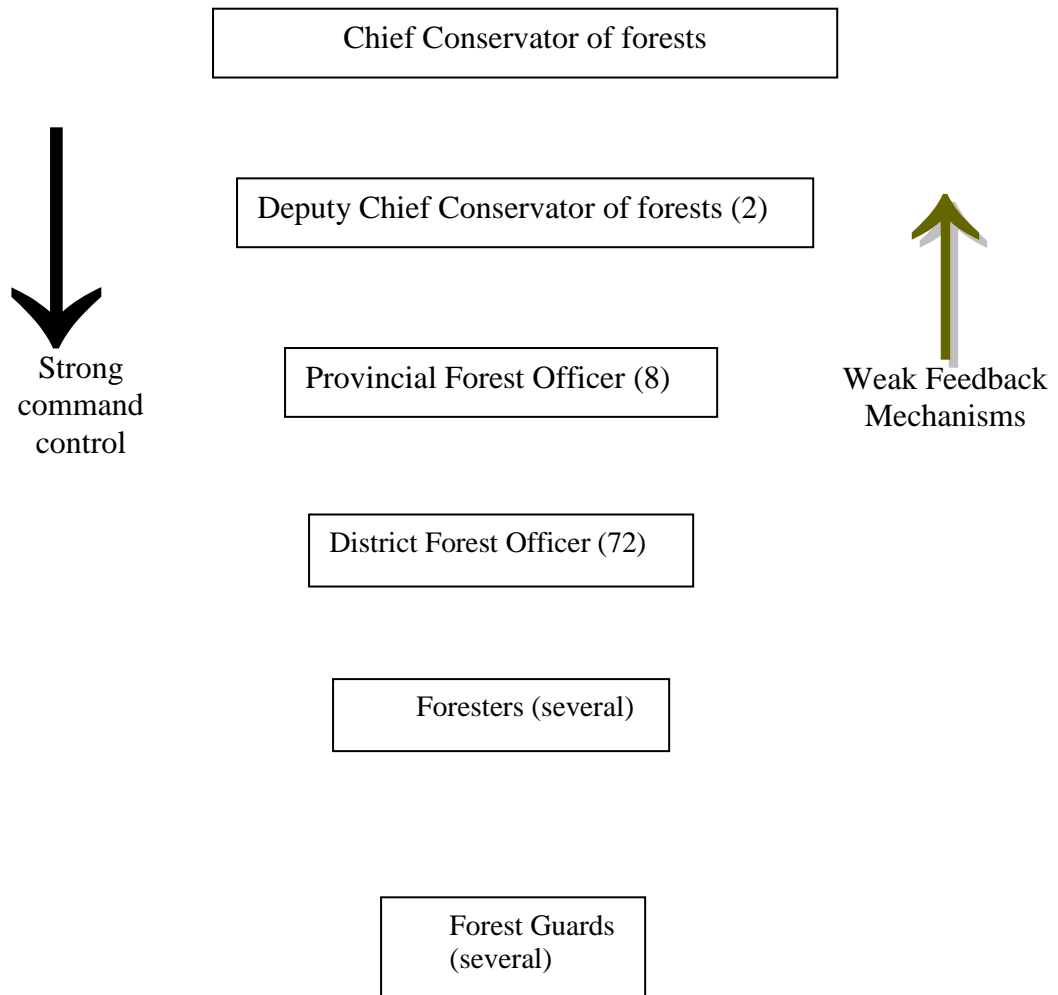 Chief Conservator of forests
Deputy Chief Conservator of forests (2)
Strong
command
control
Provincial Forest Officer (8)
Weak Feedback
Mechanisms
District Forest Officer (72)
Foresters (several)
Forest Guards
(several)